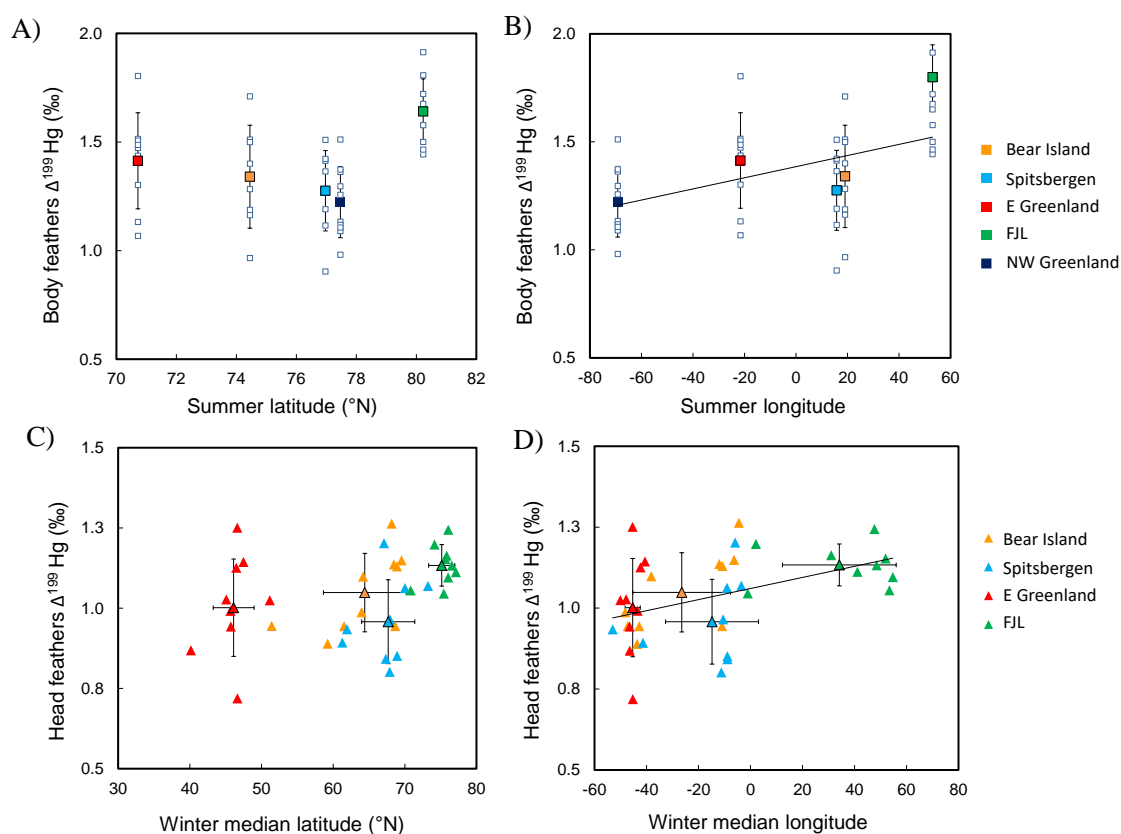 A)
2.0
1.5
1.0
0.5
Body feathers Δ¹⁹⁹ Hg (‰)
70 72 74 76 78 80 82
Summer latitude (°N)
B)
2.0
1.5
1.0
0.5
Body feathers Δ¹⁹⁹ Hg (‰)
-80 -60 -40 -20 0 20 40 60
Summer longitude
Bear Island
Spitsbergen
E Greenland
FJL
NW Greenland
C)
1.5
1.3
1.0
0.8
0.5
Head feathers Δ¹⁹⁹ Hg (‰)
30 40 50 60 70 80
Winter median latitude (°N)
D)
1.5
1.3
1.0
0.8
0.5
Head feathers Δ¹⁹⁹ Hg (‰)
-60 -40 -20 0 20 40 60 80
Winter median longitude
Bear Island
Spitsbergen
E Greenland
FJL